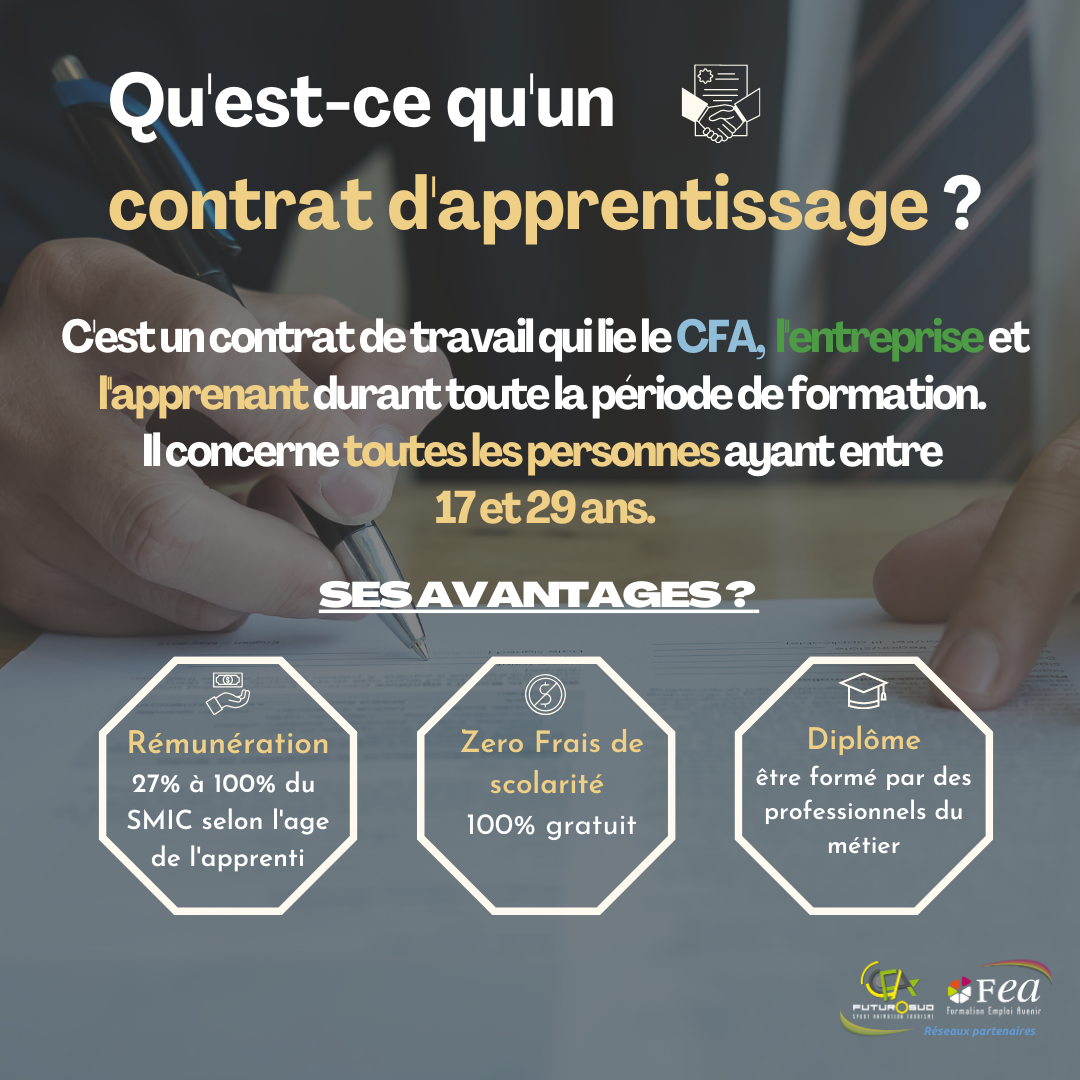 Qu'est-ce qu'un
contrat d'apprentissage ?
C'est un contrat de travail qui lie le CFA, l'entreprise et
l'apprenant durant toute la période de formation.
Il concerne toutes les personnes ayant entre
17 et 29 ans.
SES AVANTAGES ?
Rémunération
27% à 100% du
SMIC selon l'age
de l'apprenti
Zero Frais de
scolarité
100% gratuit
Diplôme
être formé par des
professionnels du
métier
CFA
FUTUROSUD
SPORT ANIMATION TOURISME
Fea
Formation Emploi Avenir
Réseaux partenaires